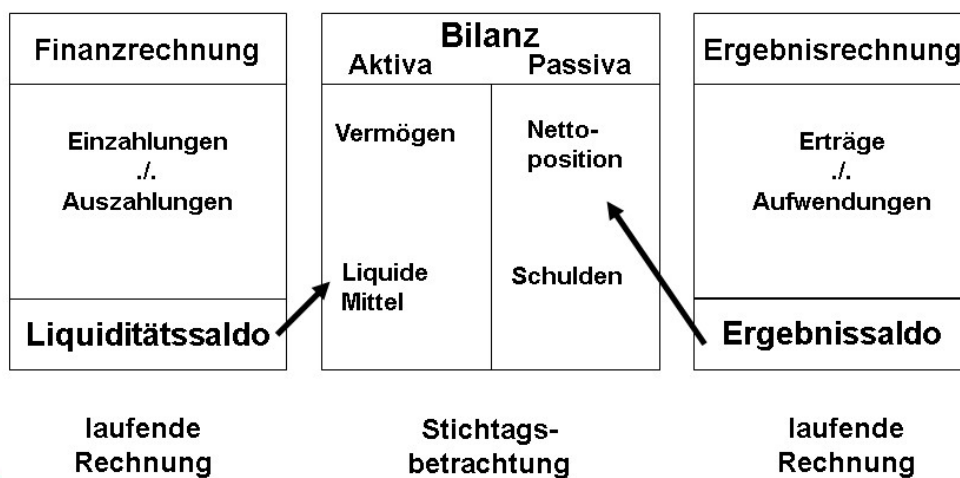 Finanzrechnung
Einzahlungen
./.
Auszahlungen
Liquiditätssaldo
laufende
Rechnung
Bilanz
Aktiva Passiva
Vermögen
Liquide
Mittel
Netto-
position
Schulden
Stichtags-
betrachtung
Ergebnisrechnung
Erträge
./.
Aufwendungen
Ergebnissaldo
laufende
Rechnung